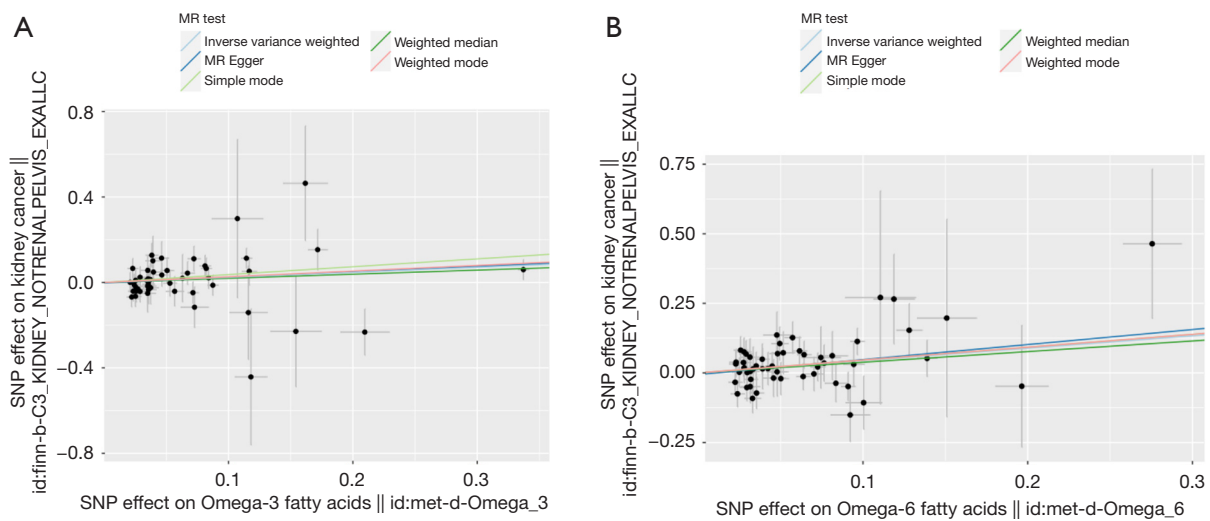 A
MR test
Inverse variance weighted
MR Egger
Simple mode
Weighted median
Weighted mode
SNP effect on kidney cancer ||
id:finn-b-C3_KIDNEY_NOTRENALPELVIS_EXALLC
0.8
0.4
0.0
−0.4
−0.8
0.1
0.2
0.3
SNP effect on Omega-3 fatty acids || id:met-d-Omega_3
B
MR test
Inverse variance weighted
MR Egger
Simple mode
Weighted median
Weighted mode
SNP effect on kidney cancer ||
id:finn-b-C3_KIDNEY_NOTRENALPELVIS_EXALLC
0.75
0.50
0.25
0.00
−0.25
0.1
0.2
0.3
SNP effect on Omega-6 fatty acids || id:met-d-Omega_6